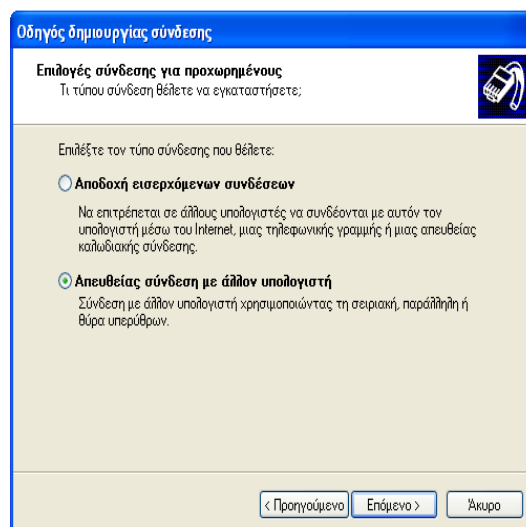 Οδηγός δημιουργίας σύνδεσης
Επιλογές σύνδεσης για προχωρημένους
Τι τύπου σύνδεση θέλετε να εγκαταστήσετε;
Επιλέξτε τον τύπο σύνδεσης που θέλετε:
Αποδοχή εισερχόμενων συνδέσεων
Να επιτρέπεται σε άλλους υπολογιστές να συνδέονται με αυτόν τον
υπολογιστή μέσω του Internet, μιας τηλεφωνικής γραμμής ή μιας απευθείας
καλωδιακής σύνδεσης.
Απευθείας σύνδεση με άλλον υπολογιστή
Σύνδεση με άλλον υπολογιστή χρησιμοποιώντας τη σειριακή, παράλληλη ή
θύρα υπερύθρων.
< Προηγούμενο Επόμενο > Άκυρο